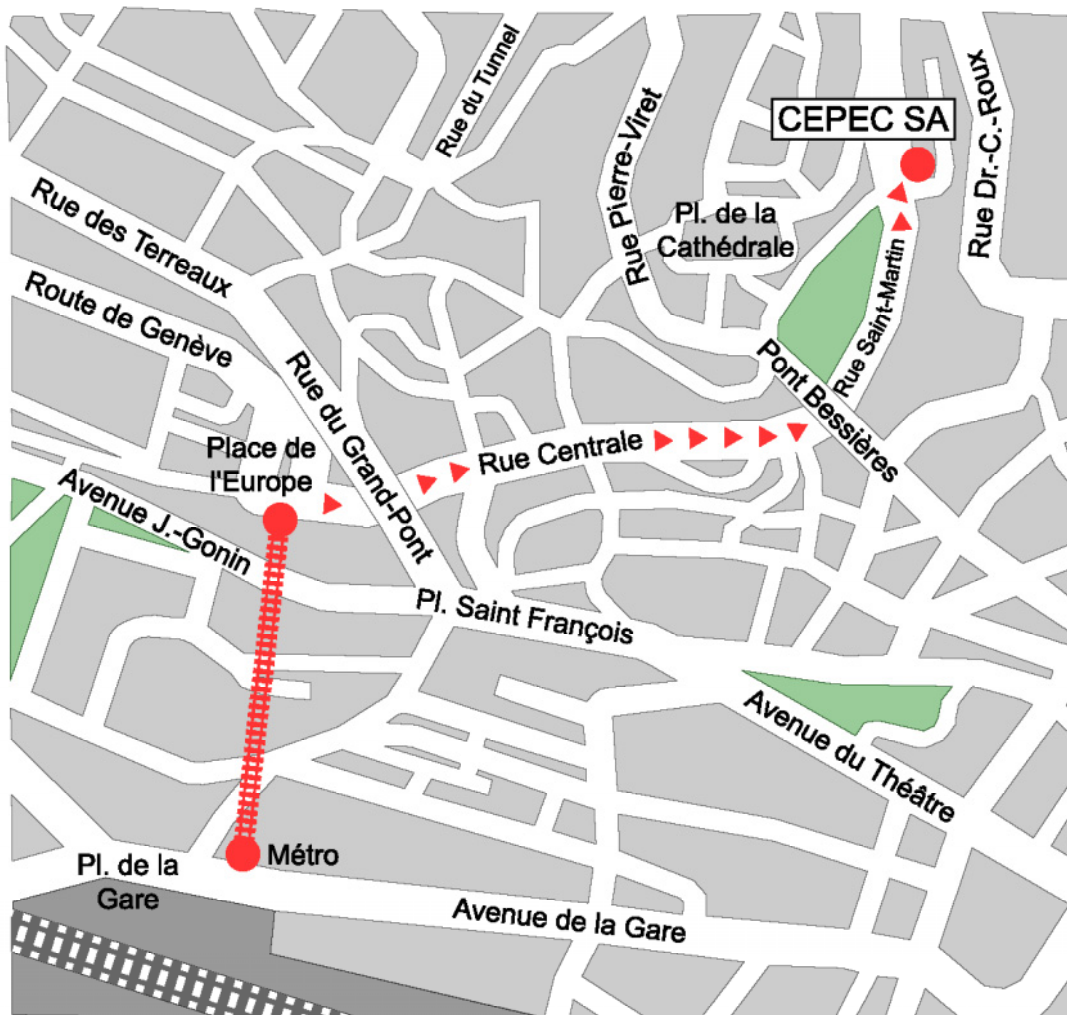 Rue du Tunnel
Rue Pierre-Viret
CEPEC SA
Rue Dr.-C.-Roux
Rue des Terreaux
Pl. de la
Cathédrale
Route de Genève
Rue Saint-Martin
Pont Bessières
Rue du Grand-Pont
Rue Centrale
Place de
l'Europe
Avenue J.-Gonin
Pl. Saint François
Avenue du Théâtre
Métro
Pl. de la
Gare
Avenue de la Gare